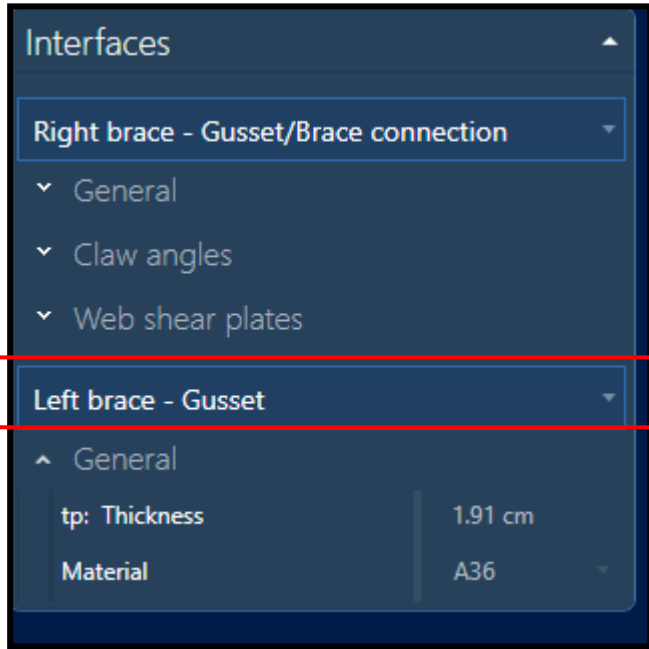 Interfaces
Right brace - Gusset/Brace connection
General
Claw angles
Web shear plates
Left brace - Gusset
General
tp: Thickness 1.91 cm
Material A36